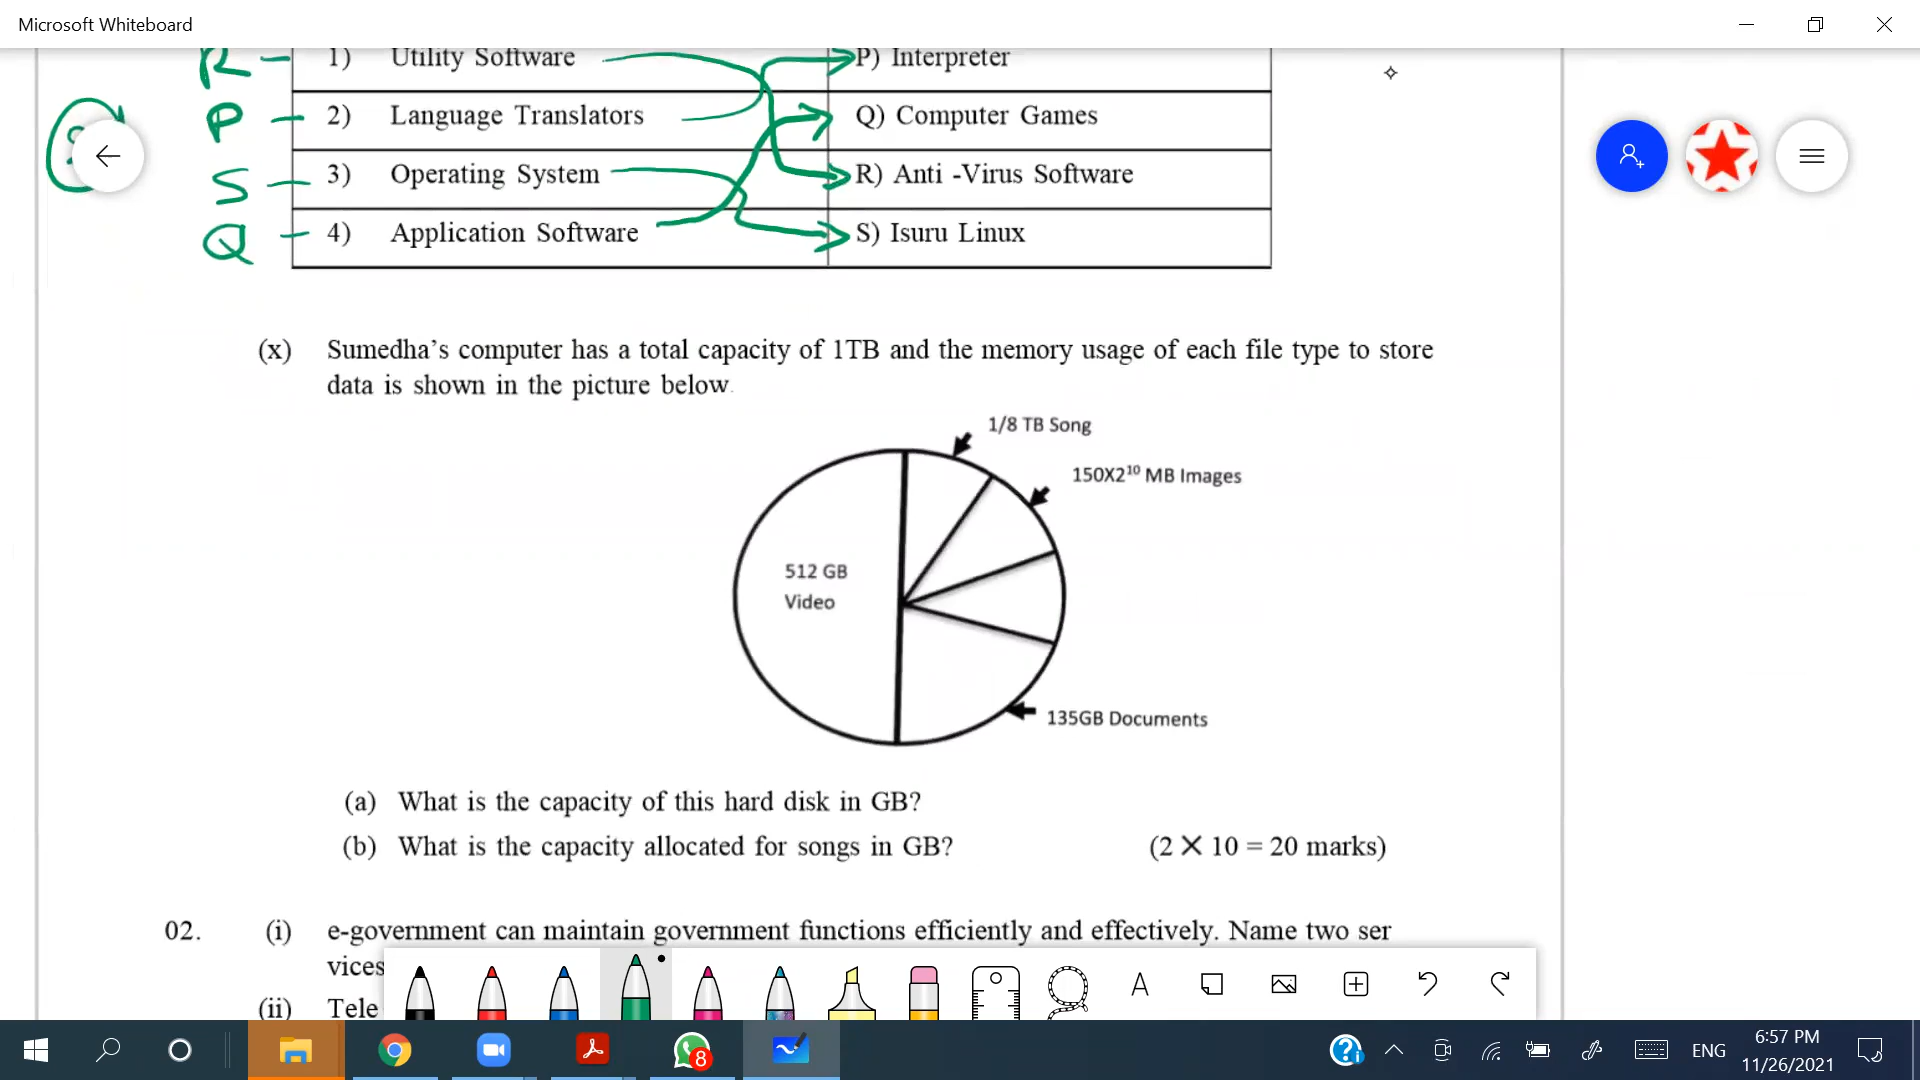 Microsoft Whiteboard
R - 1) Utility Software P) Interpreter
P - 2) Language Translators Q) Computer Games
S - 3) Operating System R) Anti -Virus Software
Q - 4) Application Software S) Isuru Linux
(x) Sumedha's computer has a total capacity of 1TB and the memory usage of each file type to store
data is shown in the picture below.
1/8 TB Song
150X2¹⁰ MB Images
512 GB
Video
135GB Documents
(a) What is the capacity of this hard disk in GB?
(b) What is the capacity allocated for songs in GB? (2 X 10 = 20 marks)
02. (i) e-government can maintain government functions efficiently and effectively. Name two ser
vices
(ii) Tele
8
ENG
6:57 PM
11/26/2021